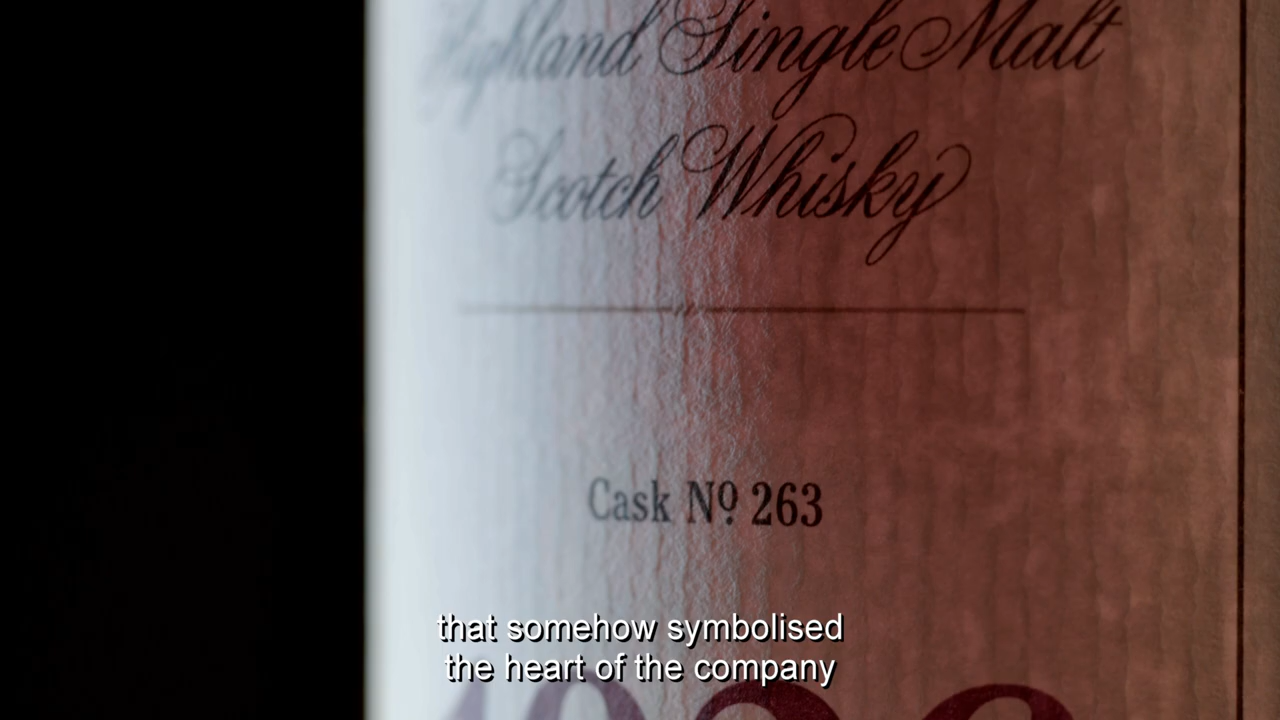 Highland Single Malt
Scotch Whisky
Cask Nº 263
that somehow symbolised
the heart of the company